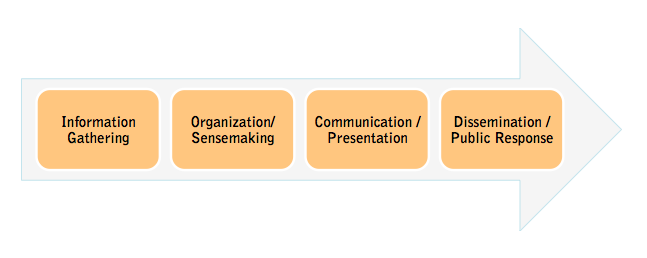 Information
Gathering
Organization/
Sensemaking
Communication /
Presentation
Dissemination /
Public Response